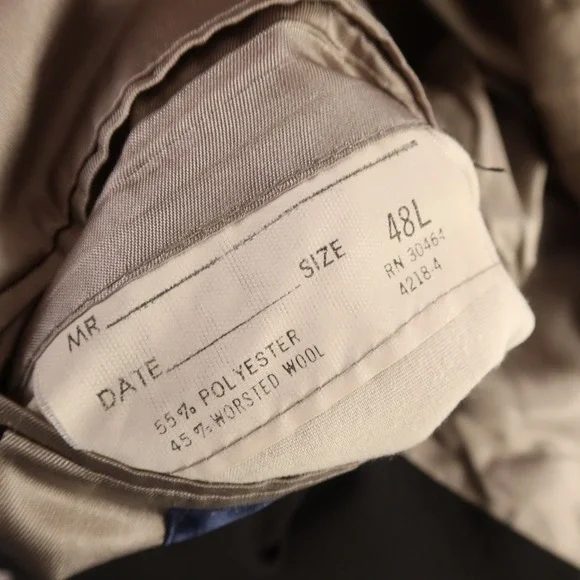 MR
SIZE 48L
DATE
RN 30464
4218-4
55% POLYESTER
45% WORSTED WOOL